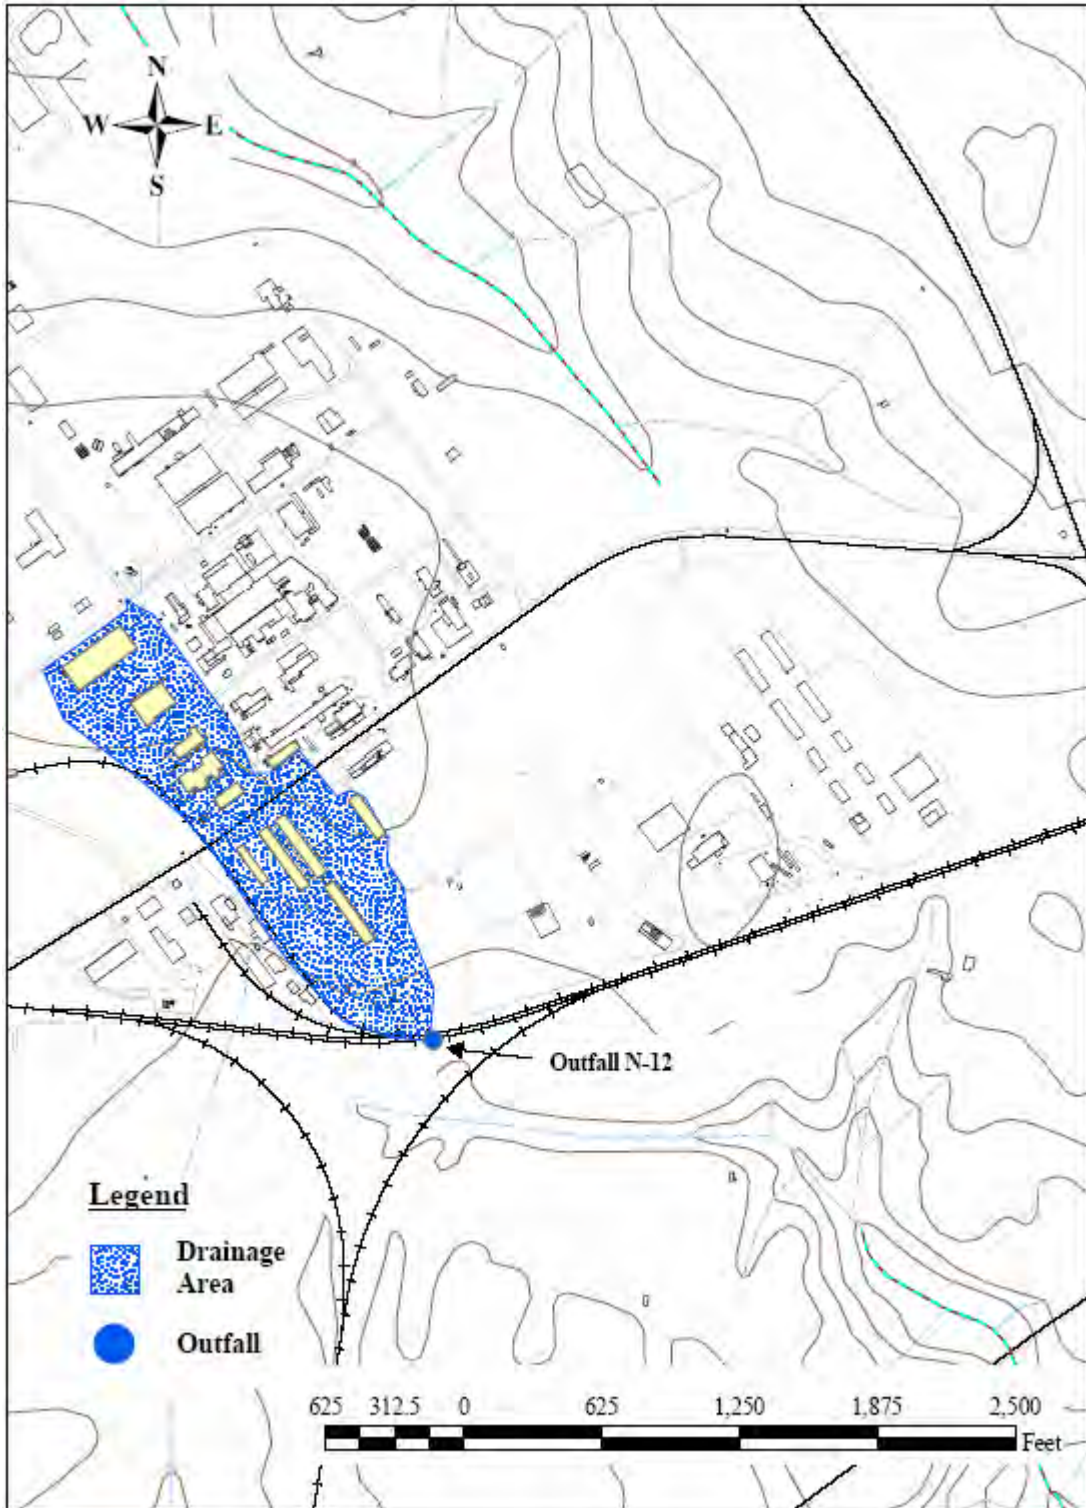 N
W E
S
Outfall N-12
Legend
Drainage
Area
Outfall
625 312.5 0 625 1,250 1,875 2,500
Feet